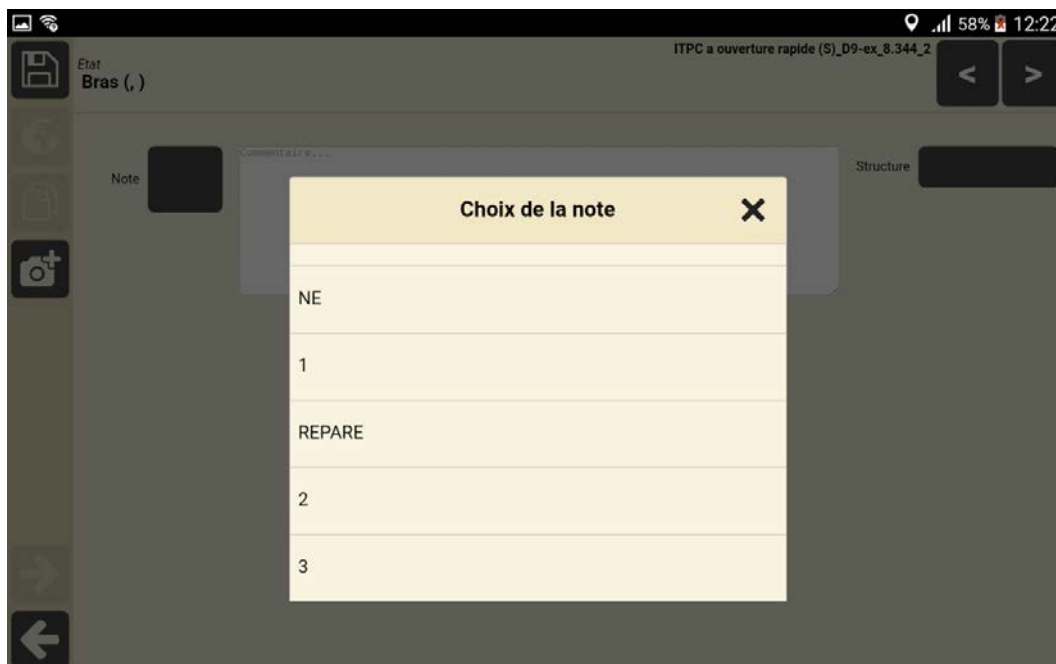 58% 12:22
Etat
Bras (, )
ITPC a ouverture rapide (S)_D9-ex_8.344_2
< >
Note
Commentaire...
Structure
Choix de la note
NE
1
REPARE
2
3